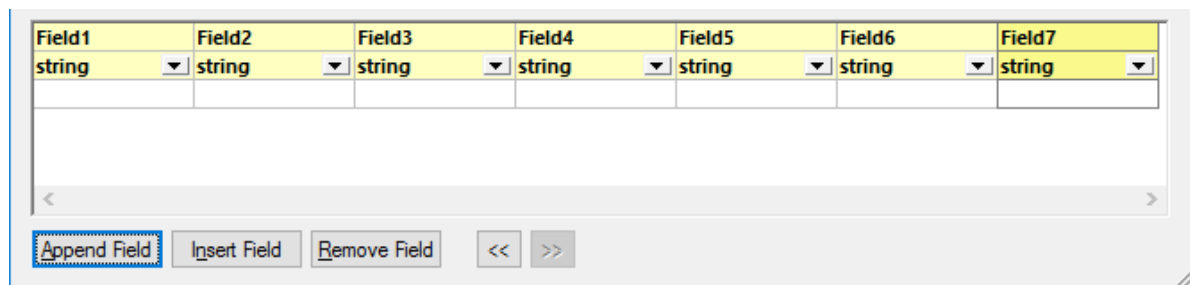 Field1 Field2 Field3 Field4 Field5 Field6 Field7
string string string string string string string
Append Field Insert Field Remove Field << >>